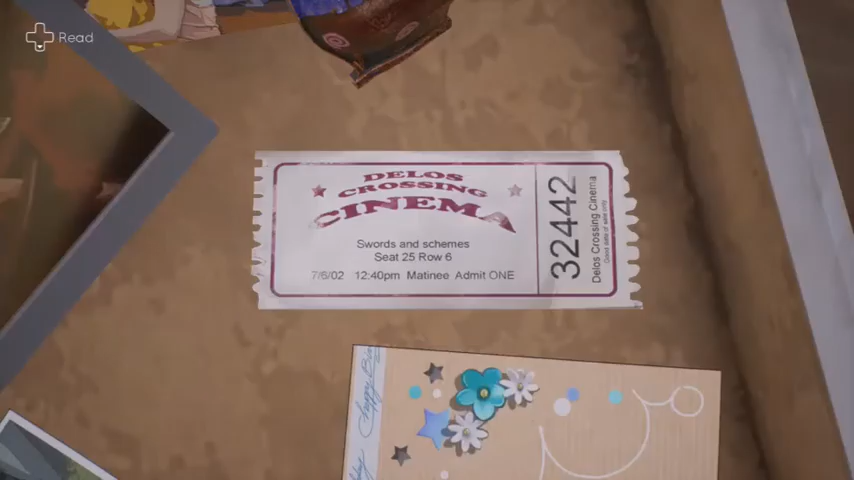 Read
DELOS
CROSSING
CINEMA
Swords and schemes
Seat 25 Row 6
7/6/02 12:40pm Matinee Admit ONE
32442
Delos Crossing Cinema